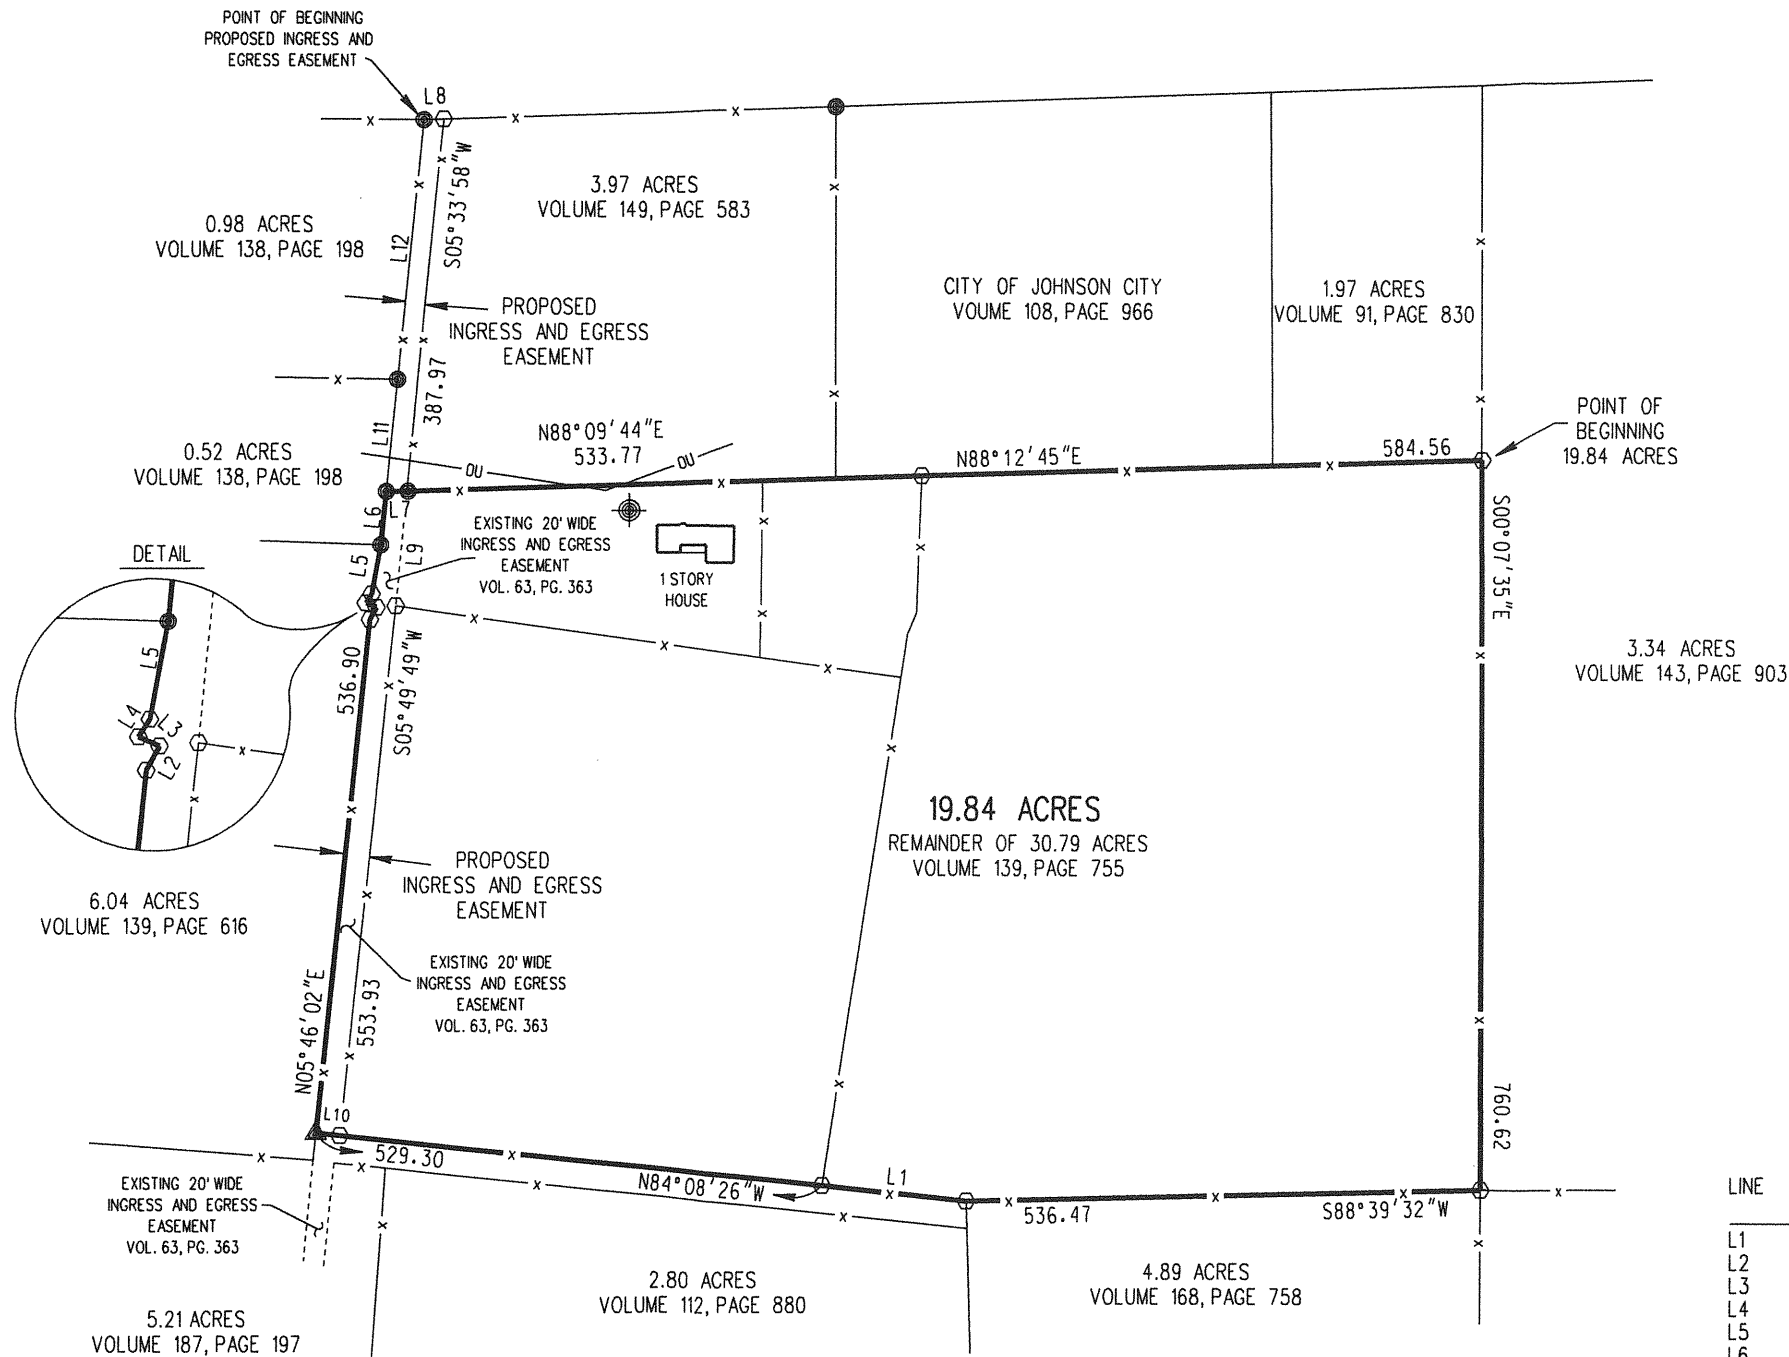 POINT OF BEGINNING
PROPOSED INGRESS AND
EGRESS EASEMENT
L8
S05°33'58"W
3.97 ACRES
VOLUME 149, PAGE 583
0.98 ACRES
VOLUME 138, PAGE 198
L12
CITY OF JOHNSON CITY
VOUME 108, PAGE 966
1.97 ACRES
VOLUME 91, PAGE 830
PROPOSED
INGRESS AND EGRESS
EASEMENT
387.97
L11
N88°09'44"E
533.77
OU
OU
N88°12'45"E
584.56
POINT OF
BEGINNING
19.84 ACRES
0.52 ACRES
VOLUME 138, PAGE 198
L7
L6
L5
L9
EXISTING 20' WIDE
INGRESS AND EGRESS
EASEMENT
VOL. 63, PG. 363
1 STORY
HOUSE
S00°07'35"E
DETAIL
L5
L4
L3
L2
536.90
S05°49'49"W
3.34 ACRES
VOLUME 143, PAGE 903
19.84 ACRES
REMAINDER OF 30.79 ACRES
VOLUME 139, PAGE 755
PROPOSED
INGRESS AND EGRESS
EASEMENT
6.04 ACRES
VOLUME 139, PAGE 616
EXISTING 20' WIDE
INGRESS AND EGRESS
EASEMENT
VOL. 63, PG. 363
N05°46'02"E
553.93
760.62
L10
529.30
N84°08'26"W
L1
536.47
S88°39'32"W
EXISTING 20' WIDE
INGRESS AND EGRESS
EASEMENT
VOL. 63, PG. 363
2.80 ACRES
VOLUME 112, PAGE 880
4.89 ACRES
VOLUME 168, PAGE 758
5.21 ACRES
VOLUME 187, PAGE 197
LINE
L1
L2
L3
L4
L5
L6